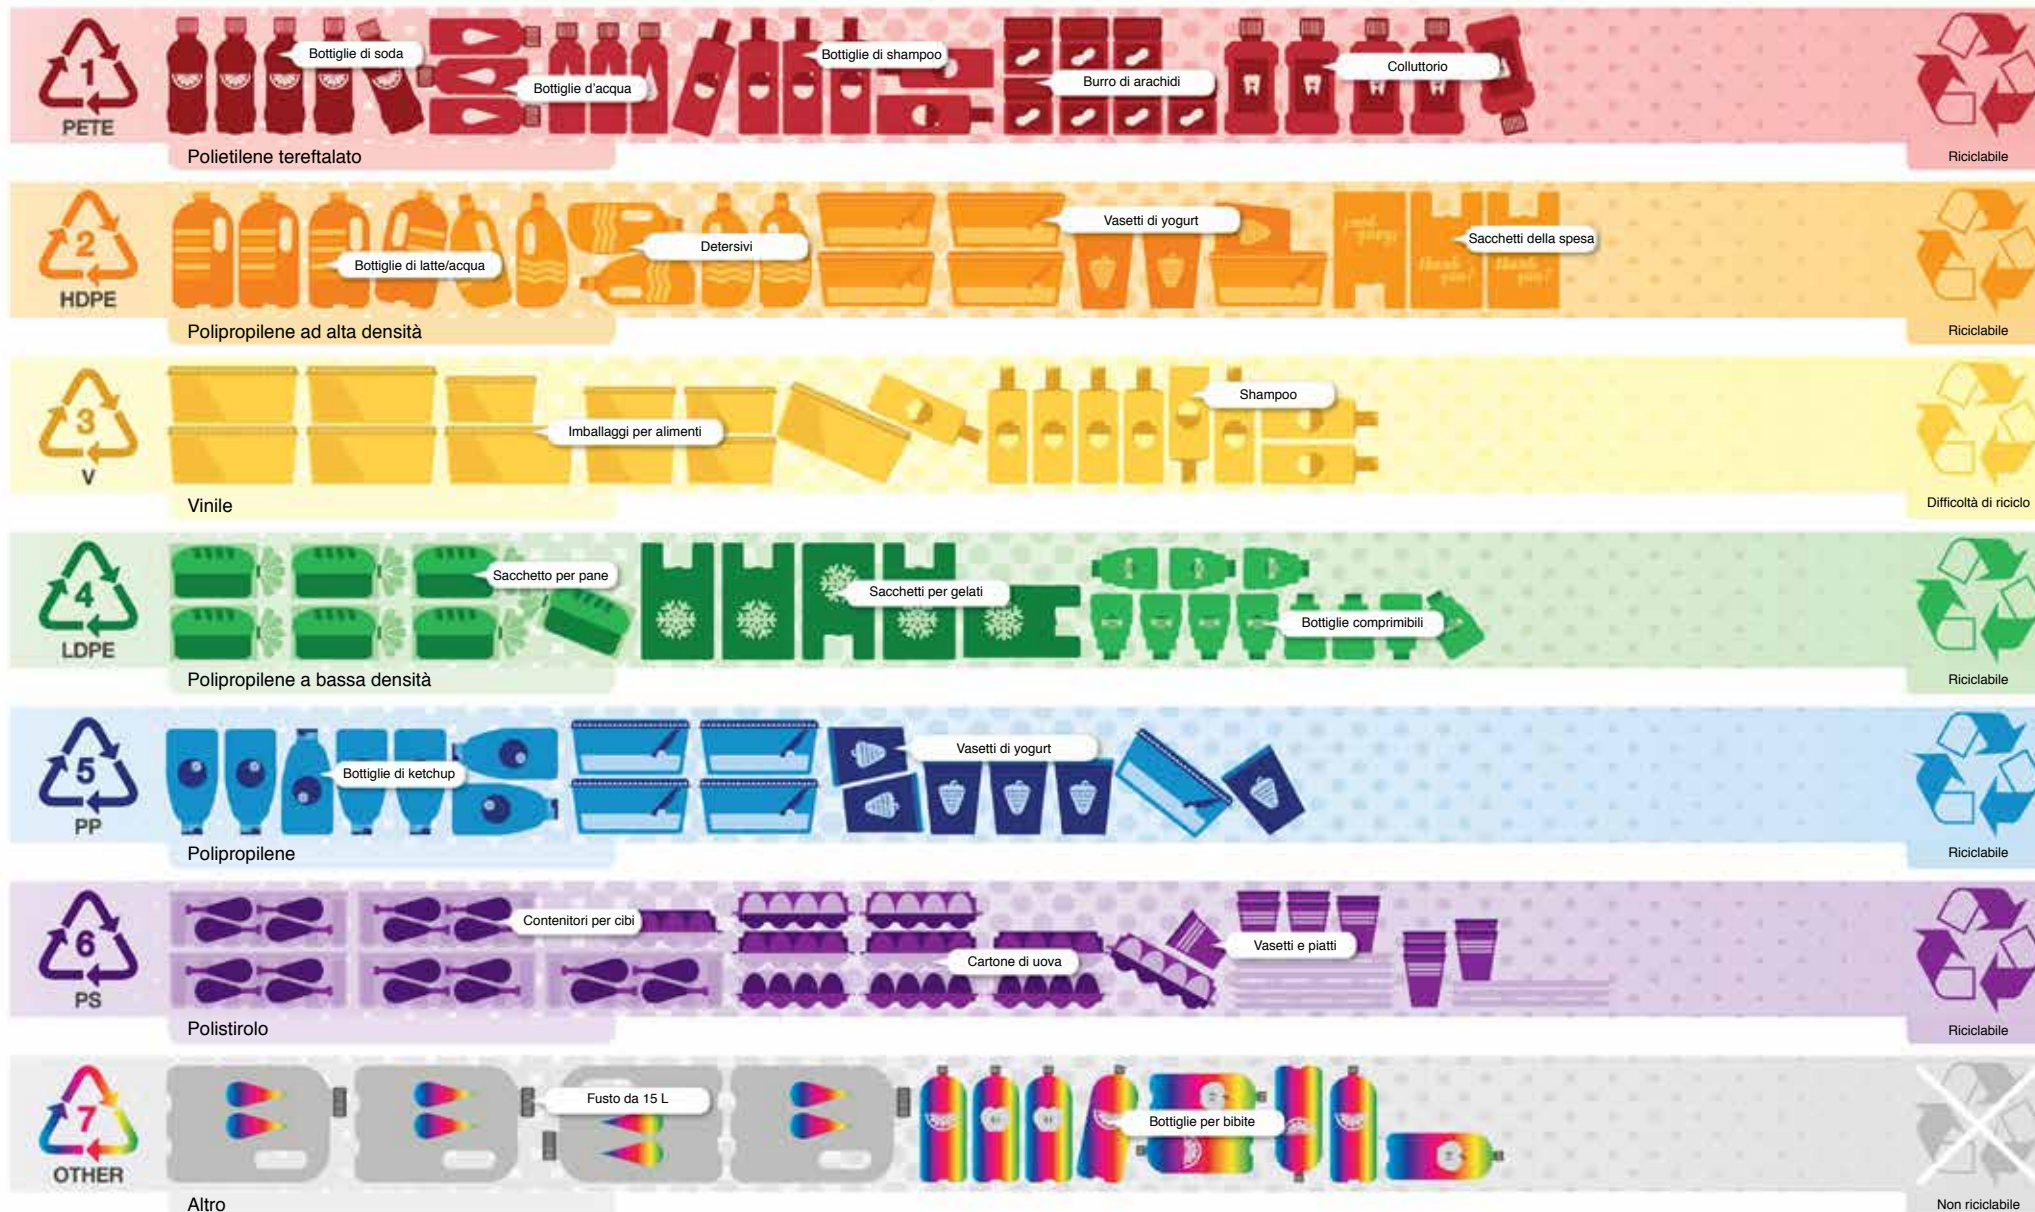 1
PETE
Bottiglie di soda
Bottiglie d'acqua
Bottiglie di shampoo
Burro di arachidi
Colluttorio
Polietilene tereftalato
Riciclabile
2
HDPE
Bottiglie di latte/acqua
Detersivi
Vasetti di yogurt
Sacchetti della spesa
thank
you!
thank
you!
Polipropilene ad alta densità
Riciclabile
3
V
Imballaggi per alimenti
Shampoo
Vinile
Difficoltà di riciclo
4
LDPE
Sacchetto per pane
Sacchetti per gelati
Bottiglie comprimibili
Polipropilene a bassa densità
Riciclabile
5
PP
Bottiglie di ketchup
Vasetti di yogurt
Polipropilene
Riciclabile
6
PS
Contenitori per cibi
Cartone di uova
Vasetti e piatti
Polistirolo
Riciclabile
7
OTHER
Fusto da 15 L
Bottiglie per bibite
Altro
Non riciclabile